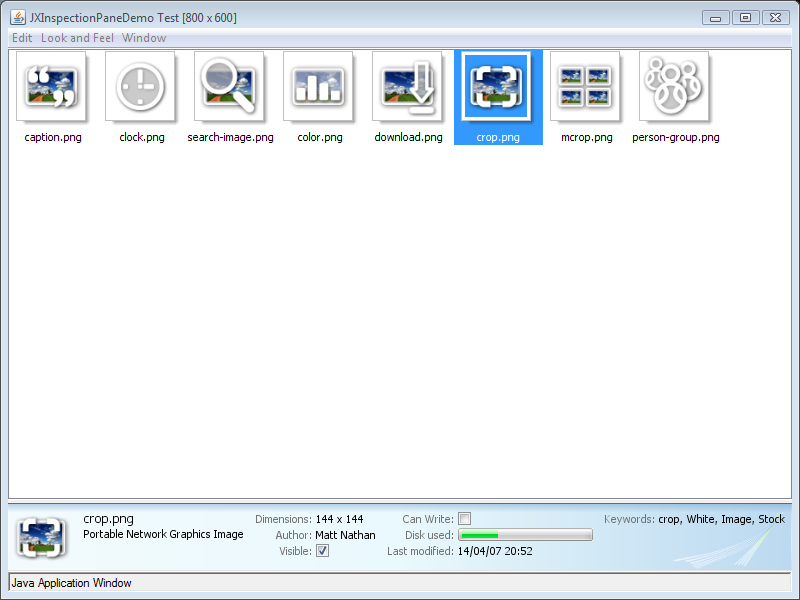 JXInspectionPaneDemo Test [800 x 600]
Edit Look and Feel Window
caption.png clock.png search-image.png color.png download.png crop.png mcrop.png person-group.png
crop.png Dimensions: 144 x 144 Can Write: Keywords: crop, White, Image, Stock
Portable Network Graphics Image Author: Matt Nathan Disk used:
Visible: Last modified: 14/04/07 20:52
Java Application Window